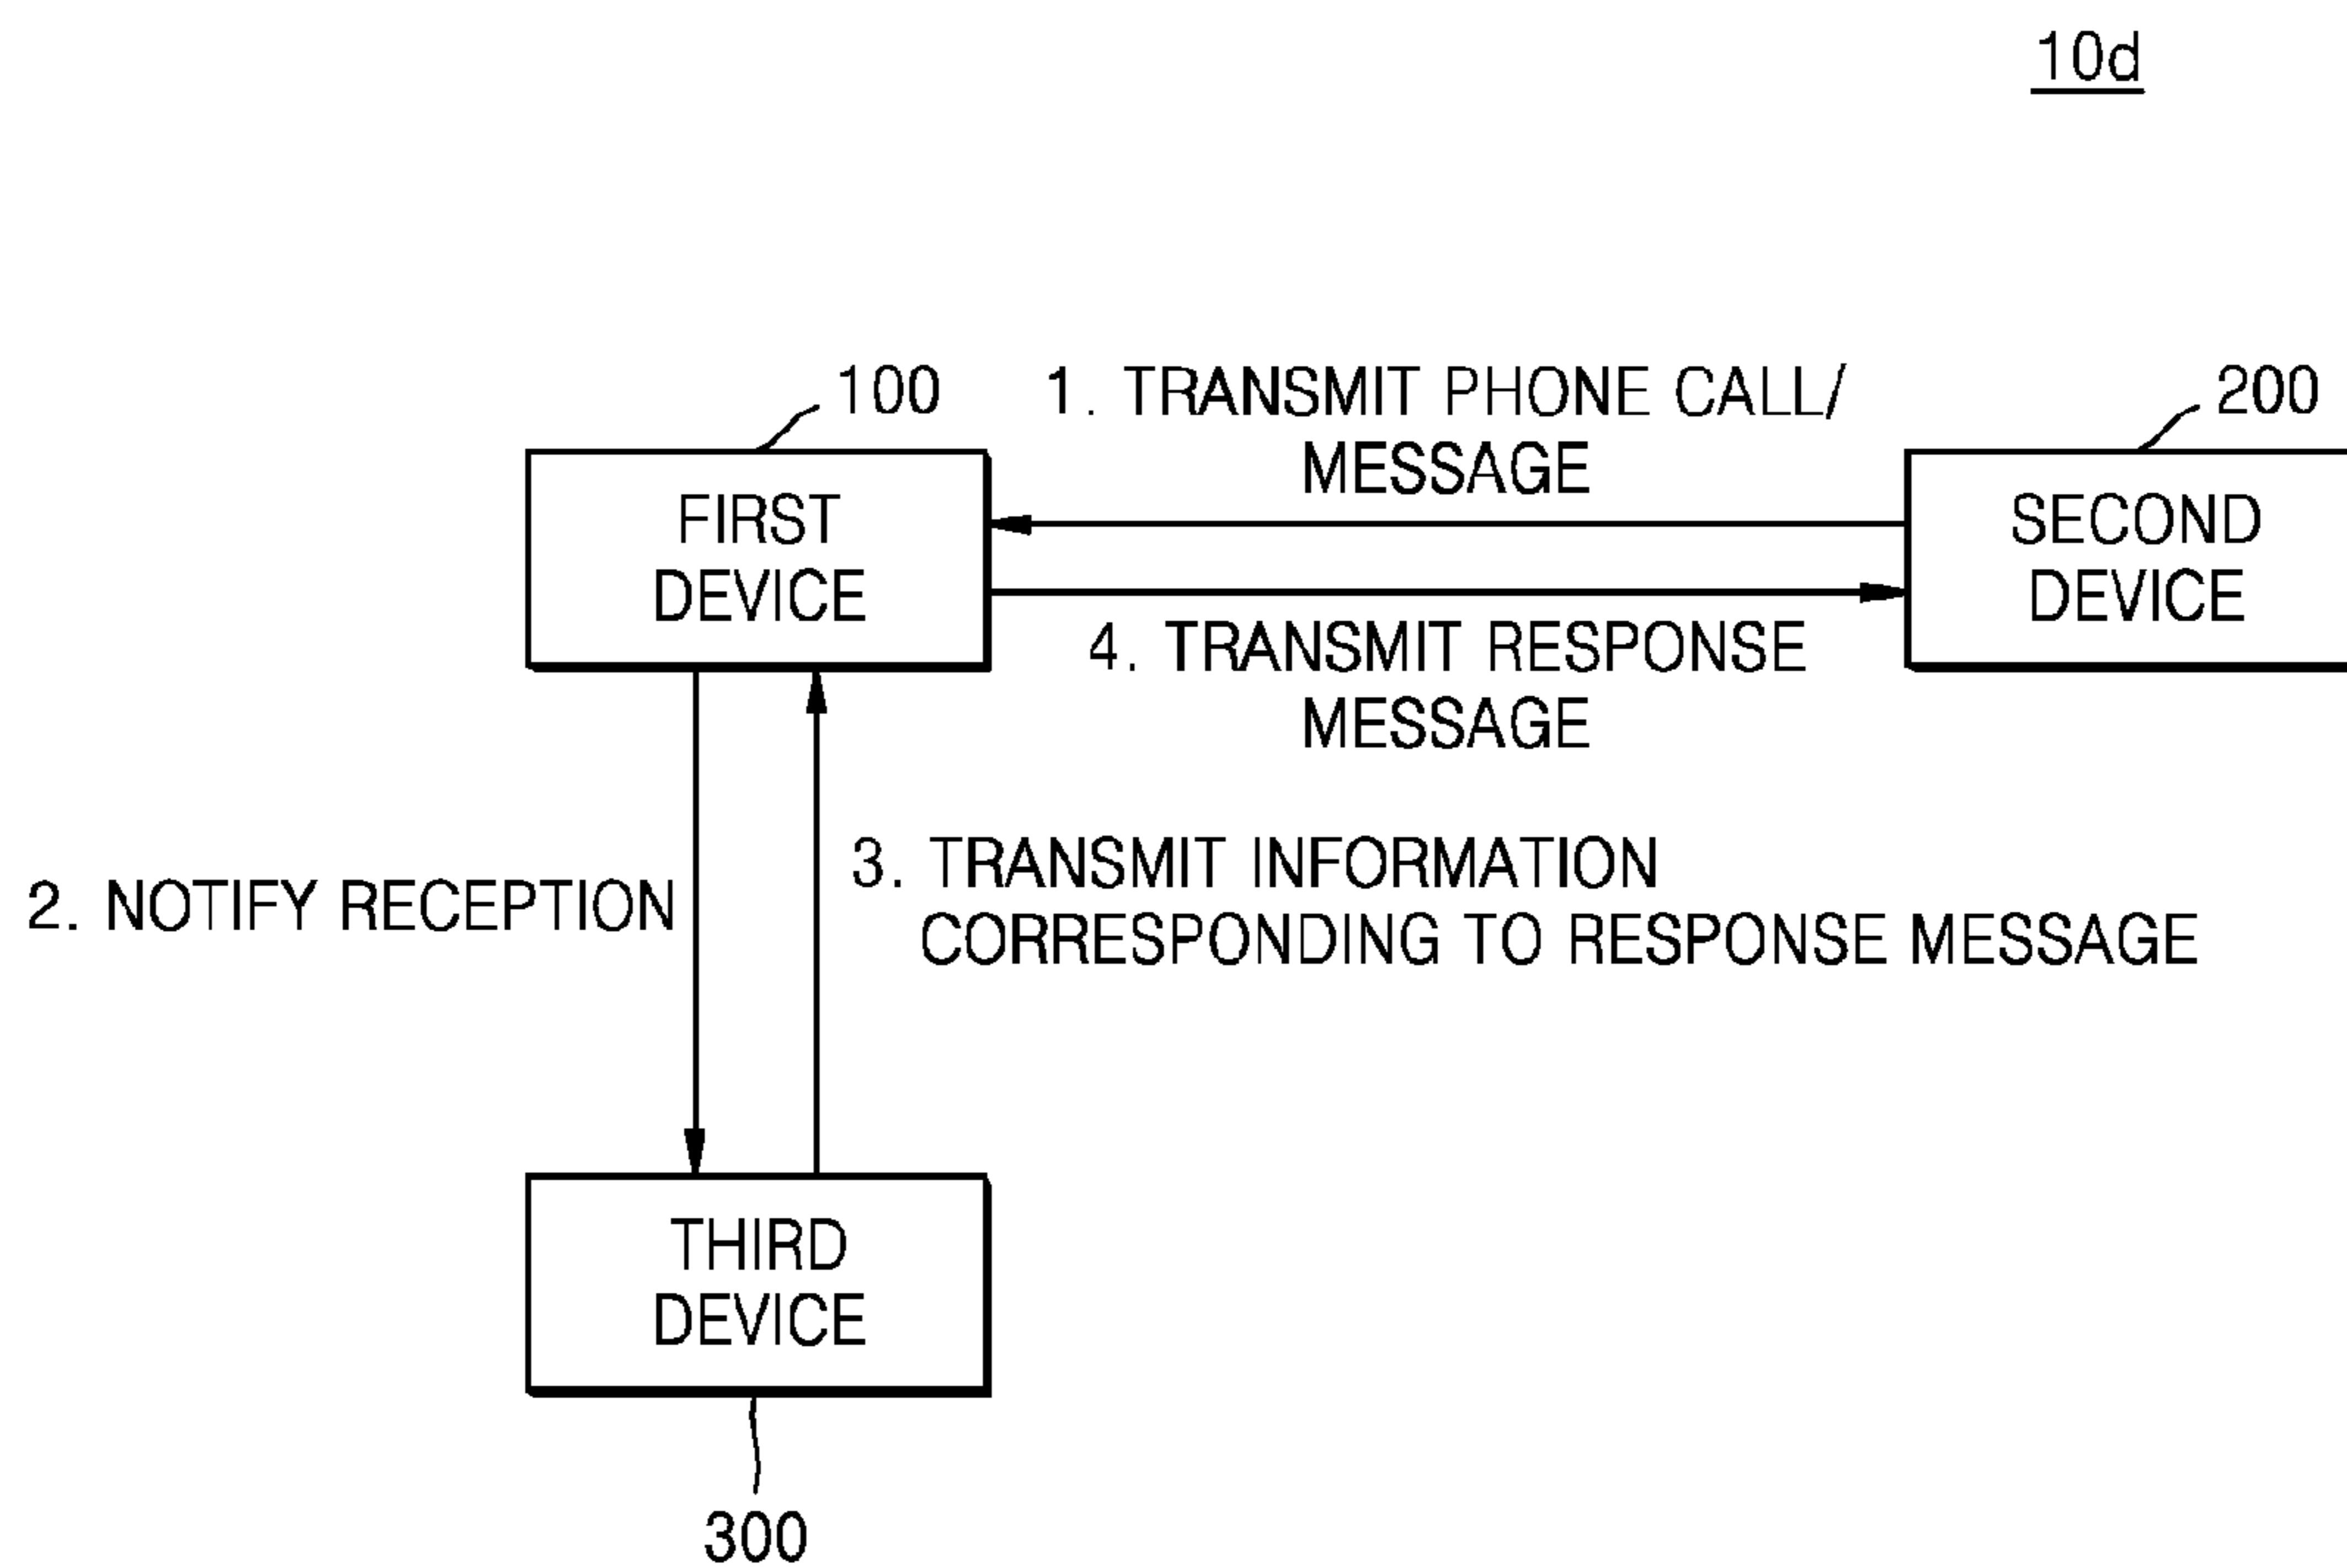 10d
100
1. TRANSMIT PHONE CALL/
MESSAGE
200
FIRST
DEVICE
SECOND
DEVICE
4. TRANSMIT RESPONSE
MESSAGE
2. NOTIFY RECEPTION
3. TRANSMIT INFORMATION
CORRESPONDING TO RESPONSE MESSAGE
THIRD
DEVICE
300